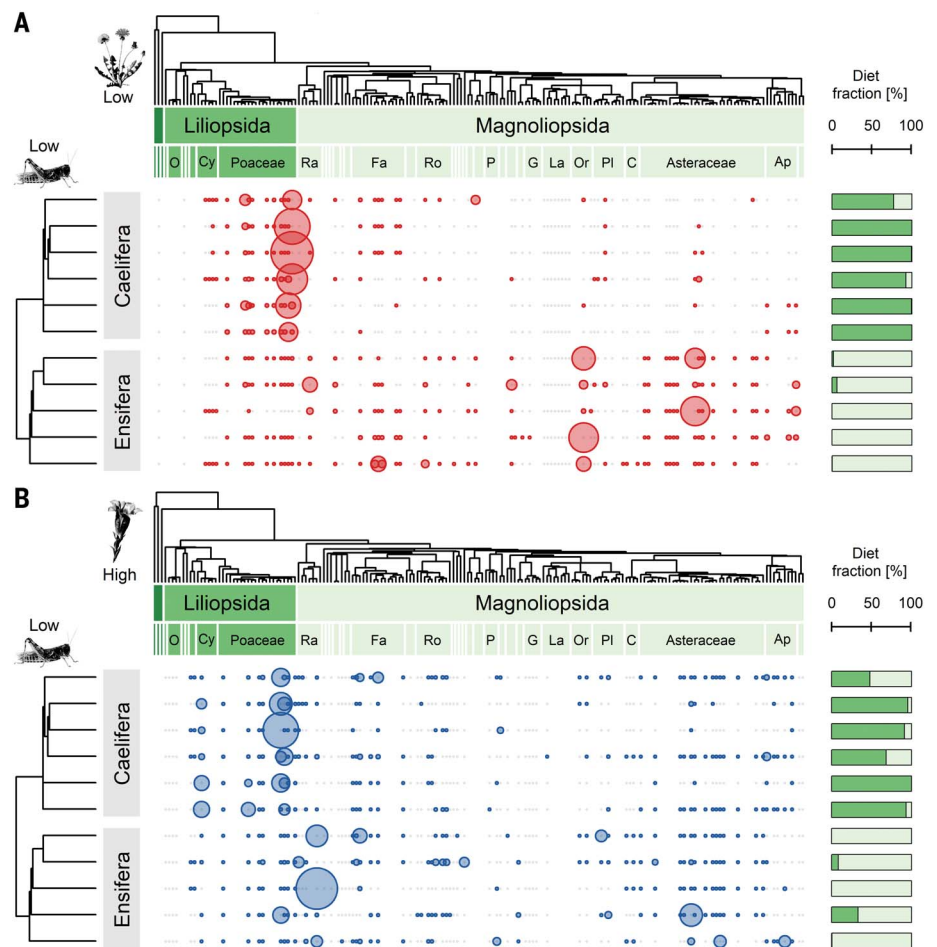 A
Low
Diet
fraction [%]
0 50 100
Liliopsida Magnoliopsida
Low
O Cy Poaceae Ra Fa Ro P G La Or Pl C Asteraceae Ap
Caelifera
Ensifera
B
High
Diet
fraction [%]
0 50 100
Liliopsida Magnoliopsida
Low
O Cy Poaceae Ra Fa Ro P G La Or Pl C Asteraceae Ap
Caelifera
Ensifera